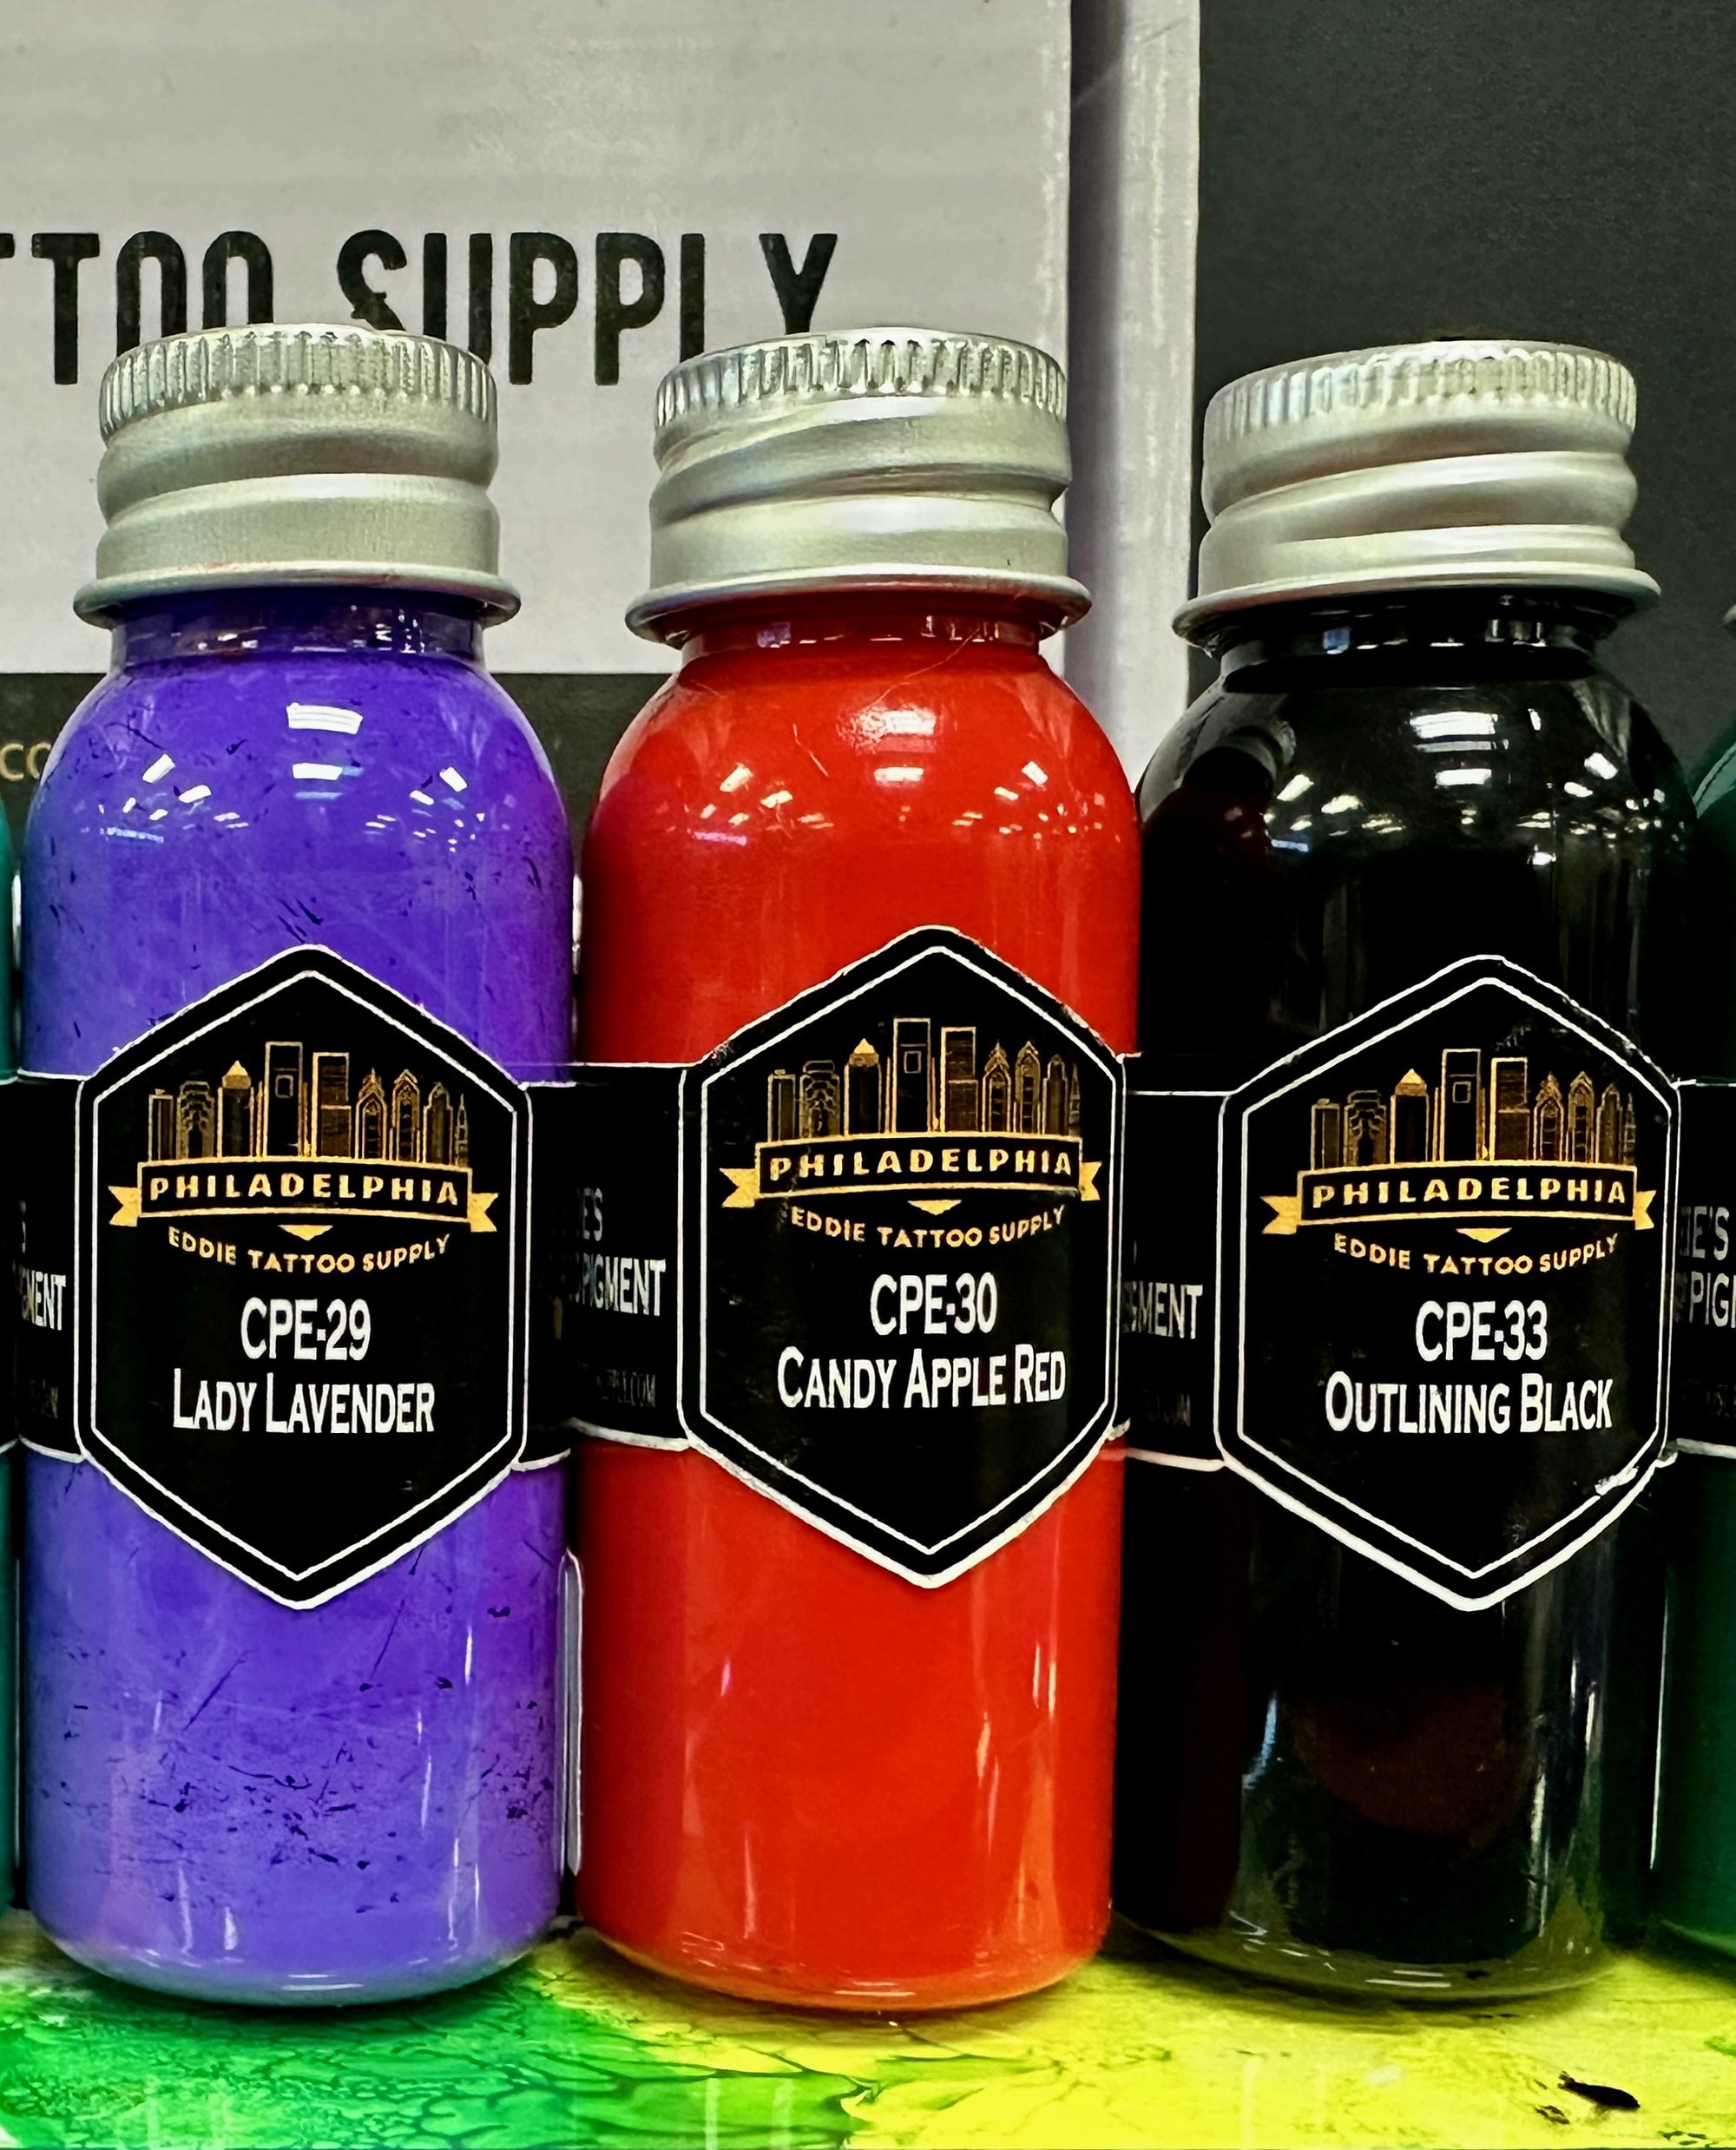 TTOO SUPPLY
PHILADELPHIA
EDDIE TATTOO SUPPLY
CPE-29
LADY LAVENDER
PIGMENT
PHILADELPHIA
EDDIE TATTOO SUPPLY
CPE-30
CANDY APPLE RED
PHILADELPHIA
EDDIE TATTOO SUPPLY
CPE-33
OUTLINING BLACK